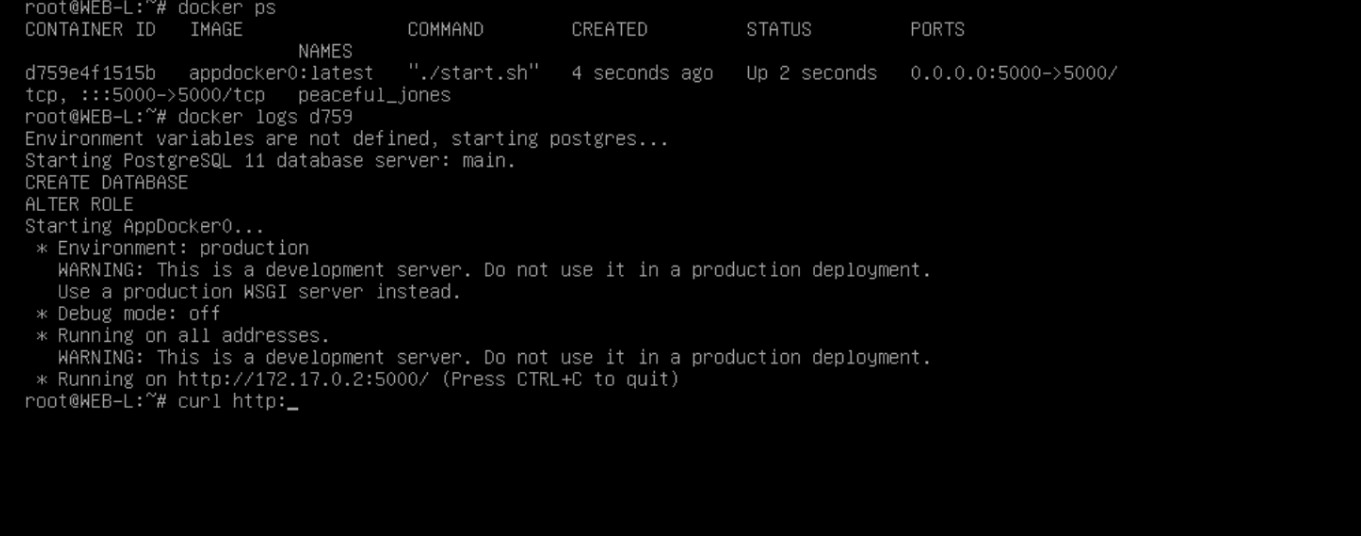 root@WEB-L:~# docker ps
CONTAINER ID   IMAGE               COMMAND        CREATED         STATUS         PORTS
                         NAMES
d759e4f1515b   appdocker0:latest   "./start.sh"   4 seconds ago   Up 2 seconds   0.0.0.0:5000->5000/
tcp, :::5000->5000/tcp   peaceful_jones
root@WEB-L:~# docker logs d759
Environment variables are not defined, starting postgres...
Starting PostgreSQL 11 database server: main.
CREATE DATABASE
ALTER ROLE
Starting AppDocker0...
 * Environment: production
   WARNING: This is a development server. Do not use it in a production deployment.
   Use a production WSGI server instead.
 * Debug mode: off
 * Running on all addresses.
   WARNING: This is a development server. Do not use it in a production deployment.
 * Running on http://172.17.0.2:5000/ (Press CTRL+C to quit)
root@WEB-L:~# curl http:_